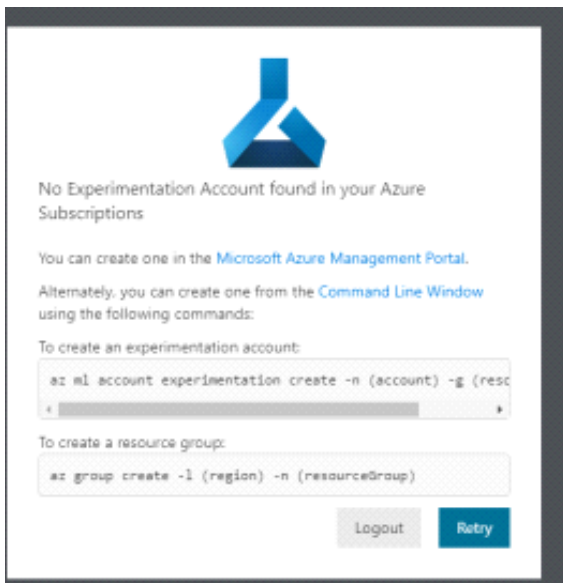 No Experimentation Account found in your Azure
Subscriptions
You can create one in the Microsoft Azure Management Portal.
Alternately, you can create one from the Command Line Window
using the following commands:
To create an experimentation account:
az ml account experimentation create -n (account) -g (resc
To create a resource group:
az group create -l (region) -n (resourceGroup)
Logout Retry